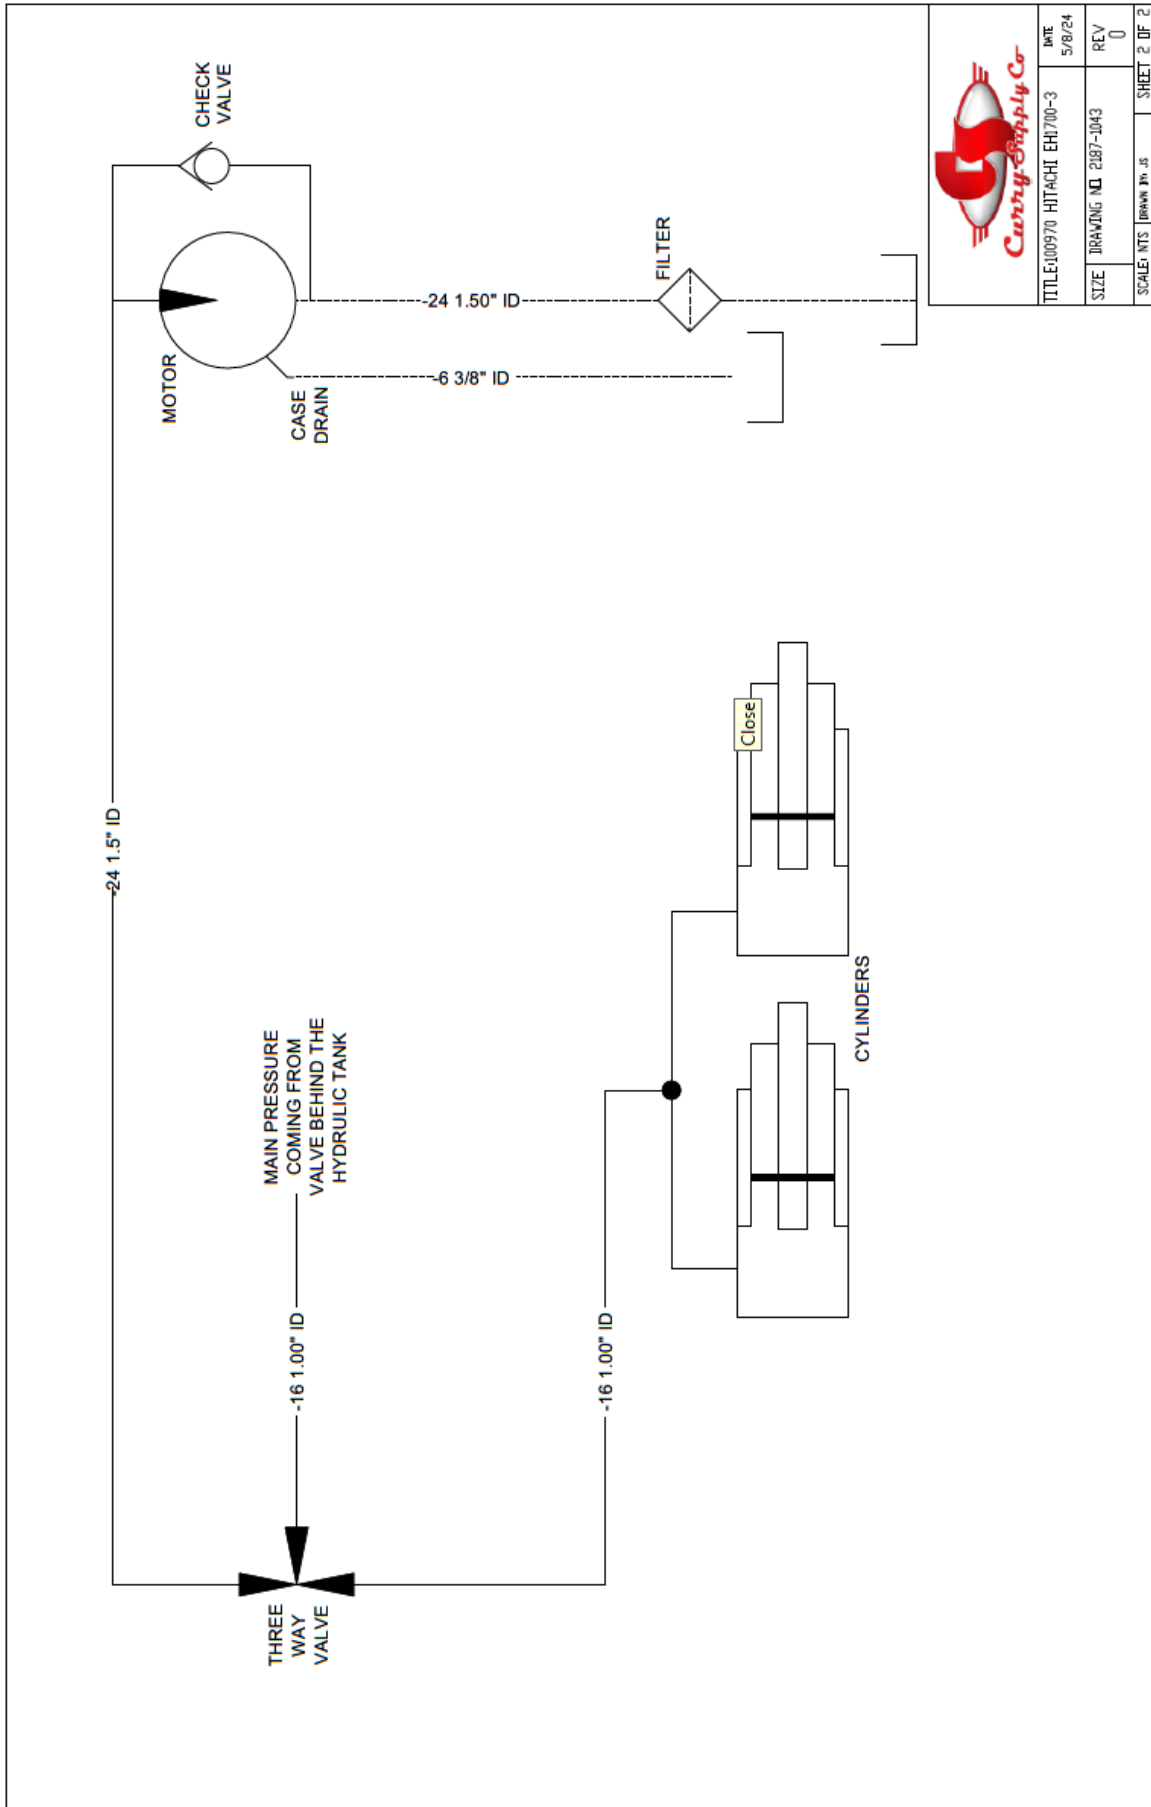 CHECK
VALVE
MOTOR
CASE
DRAIN
-24 1.50" ID
-6 3/8" ID
FILTER
-24 1.5" ID
MAIN PRESSURE
COMING FROM
VALVE BEHIND THE
HYDRULIC TANK
-16 1.00" ID
THREE
WAY
VALVE
-16 1.00" ID
Close
CYLINDERS
Curry Supply Co
TITLE:100970 HITACHI EH1700-3
DATE
5/8/24
SIZE
DRAWING NO: 2187-1043
REV
0
SCALE: NTS
DRAWN BY: JS
SHEET 2 OF 2